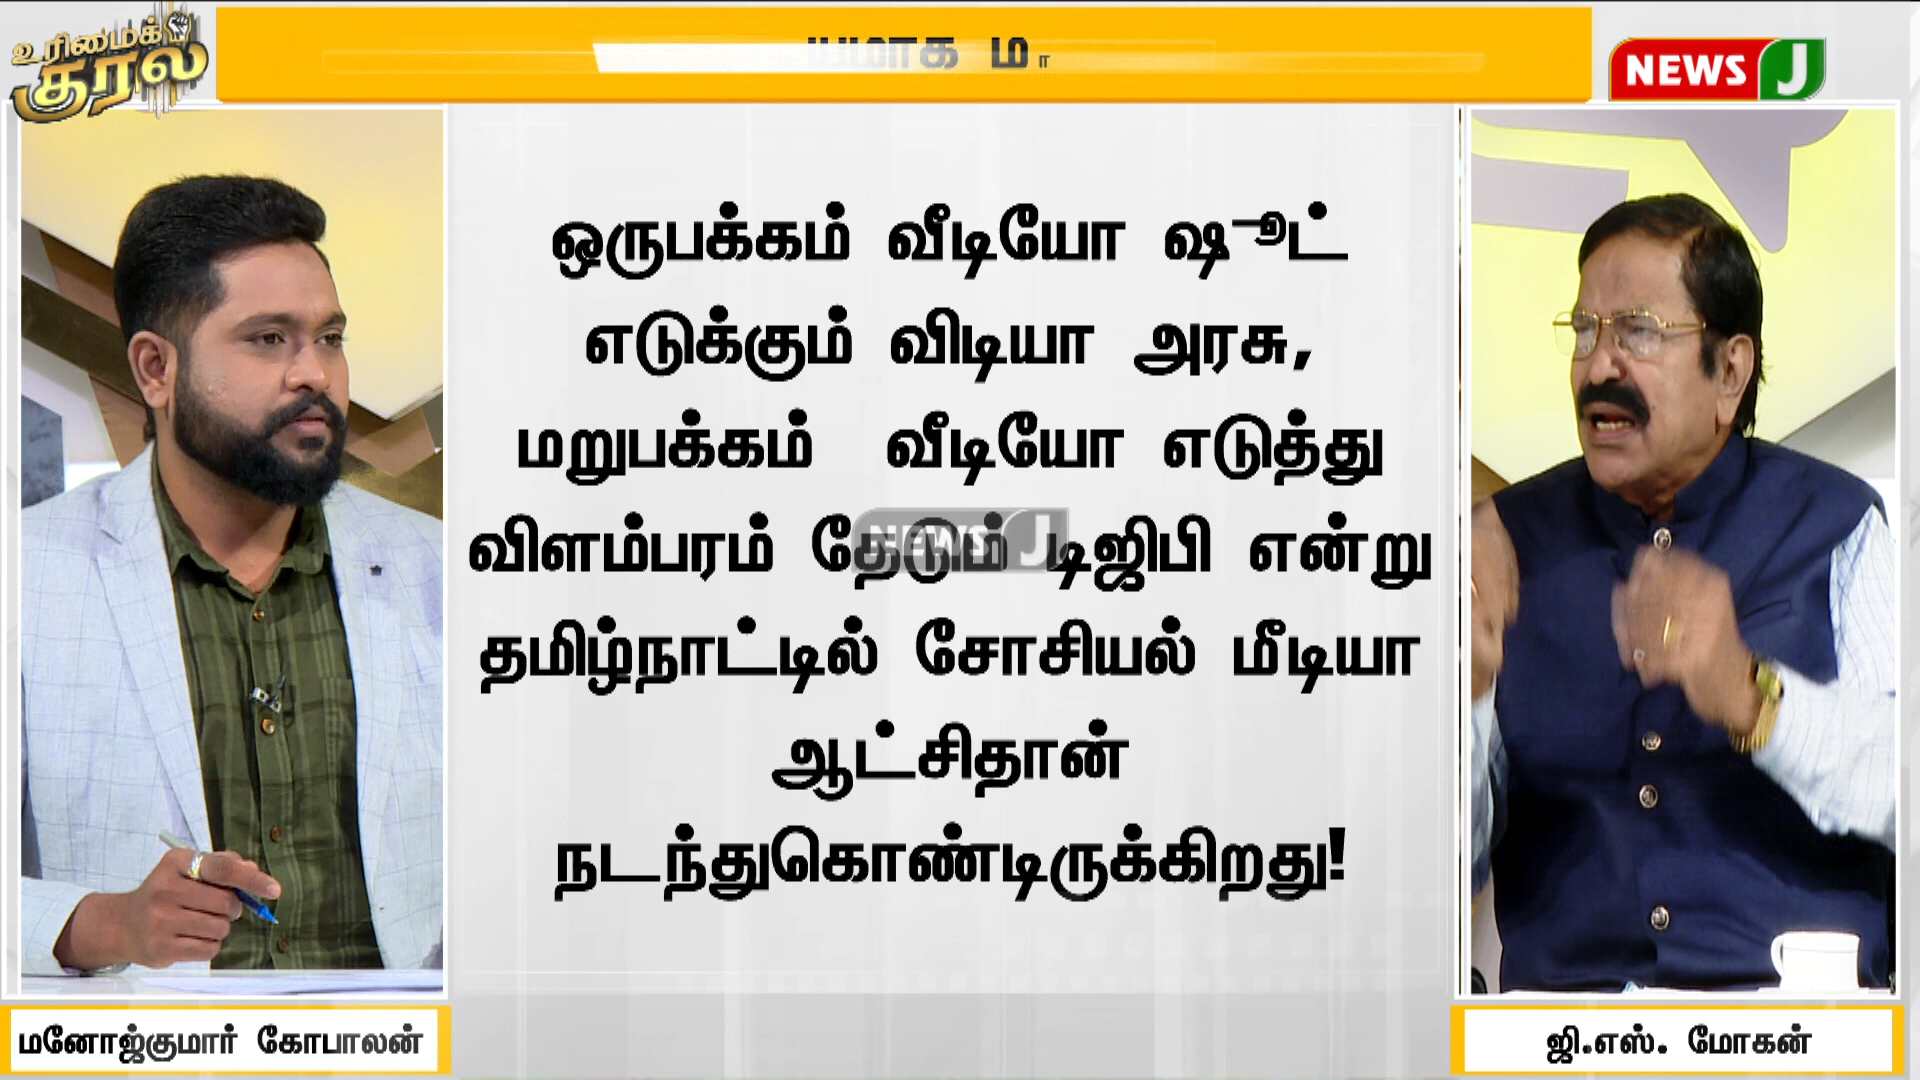 உரிமைக்
குரல்
NEWS J
ஒருபக்கம் வீடியோ ஷூட்
எடுக்கும் விடியா அரசு,
மறுபக்கம் வீடியோ எடுத்து
விளம்பரம் தேடும் டிஜிபி என்று
NEWS J
தமிழ்நாட்டில் சோசியல் மீடியா
ஆட்சிதான்
நடந்துகொண்டிருக்கிறது!
மனோஜ்குமார் கோபாலன்
ஜி.எஸ். மோகன்